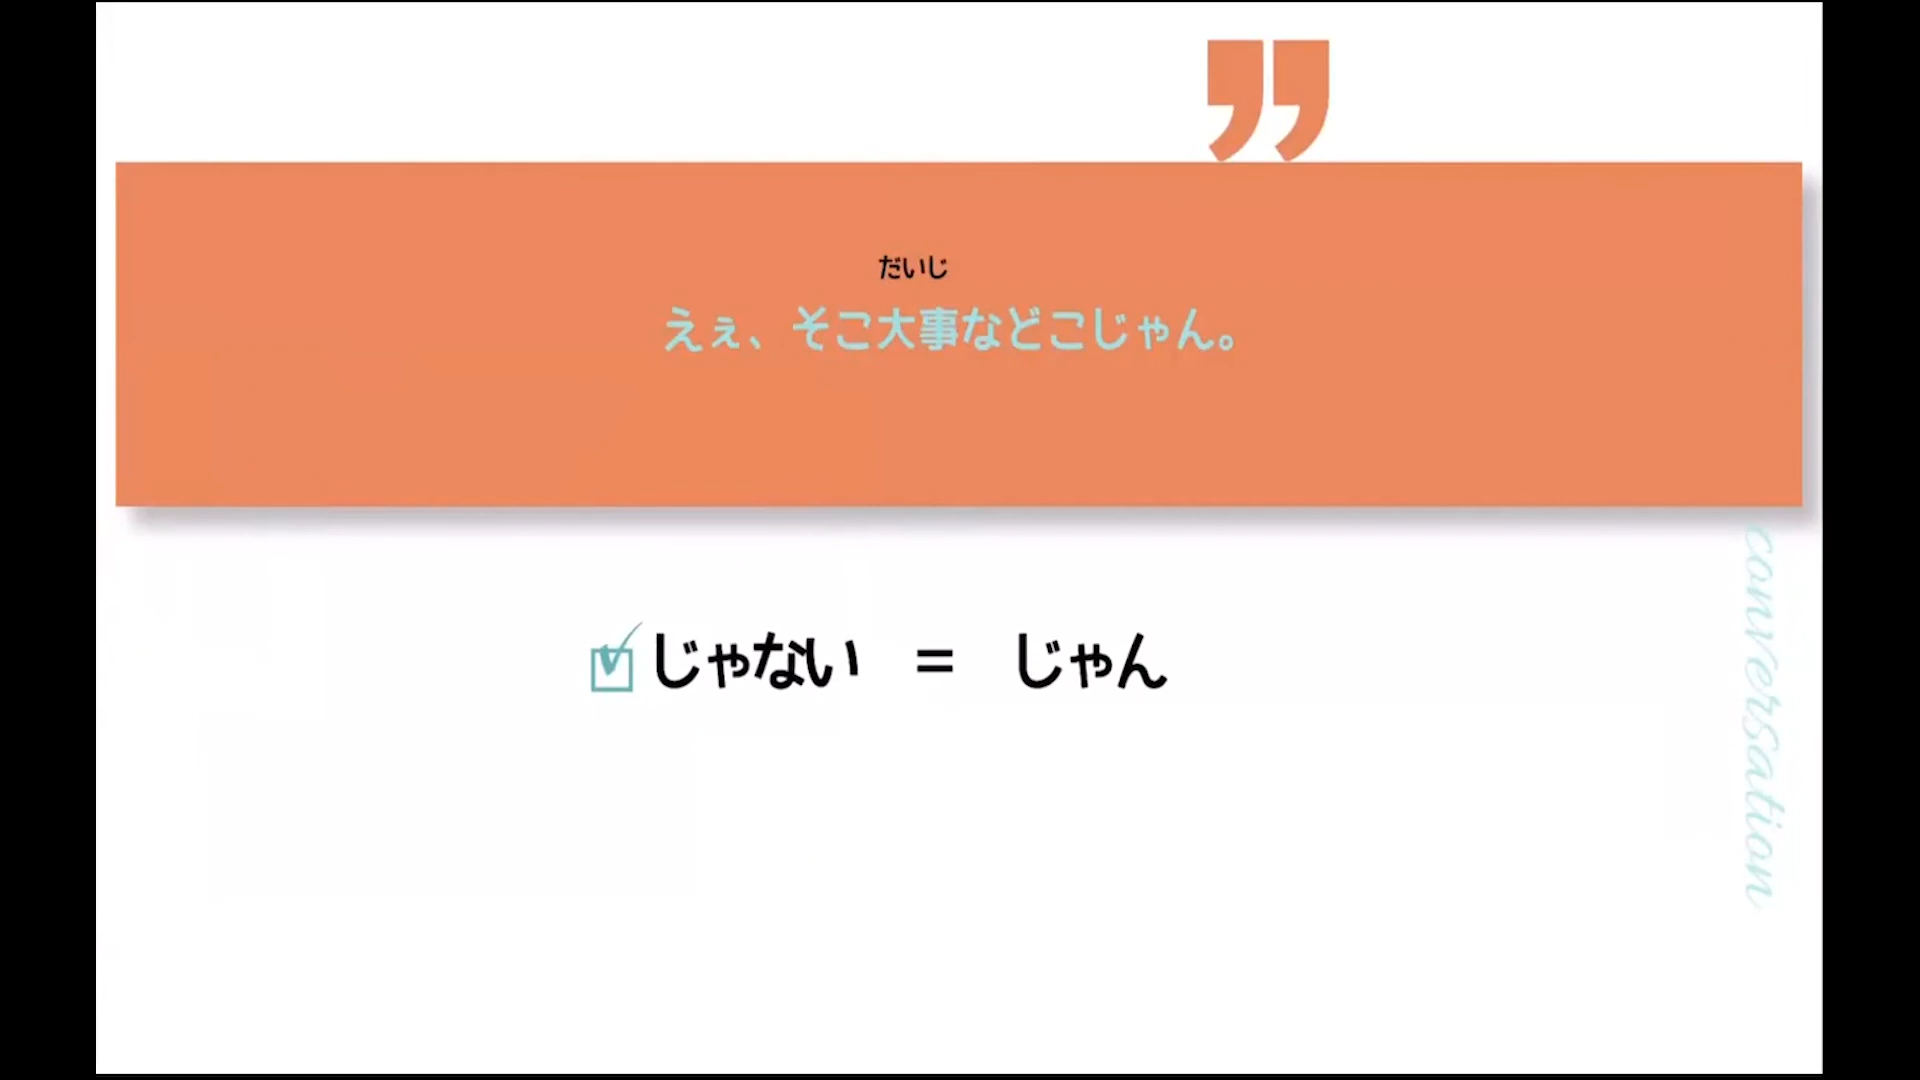 だいじ
えぇ、そこ大事などこじゃん。
じゃない = じゃん
conversation